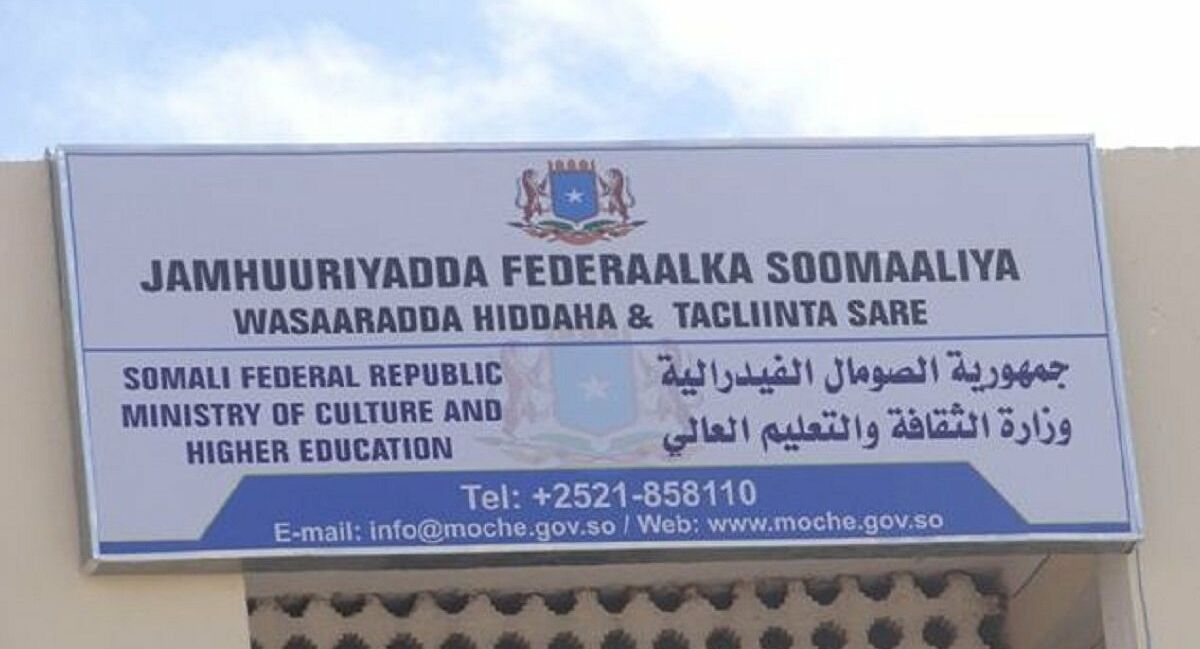 JAMHUURIYADDA FEDERAALKA SOOMAALIYA
WASAARADDA HIDDAHA & TACLIINTA SARE
SOMALI FEDERAL REPUBLIC
MINISTRY OF CULTURE AND
HIGHER EDUCATION
جمهورية الصومال الفيدرالية
وزارة الثقافة والتعليم العالي
Tel: +2521-858110
E-mail: info@moche.gov.so / Web: www.moche.gov.so